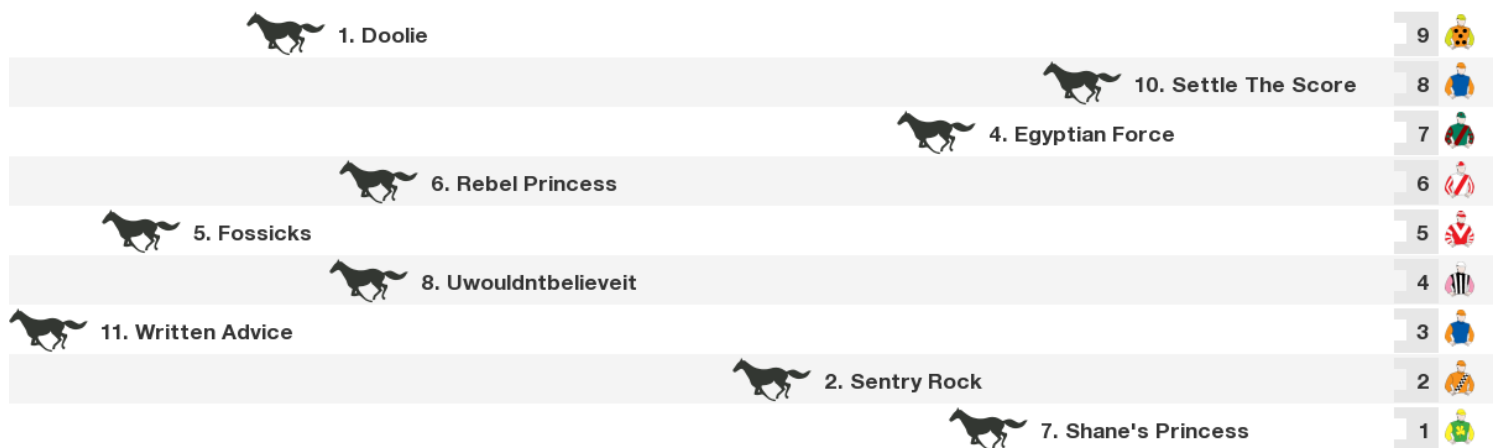 1. Doolie 9
10. Settle The Score 8
4. Egyptian Force 7
6. Rebel Princess 6
5. Fossicks 5
8. Uwouldntbelieveit 4
11. Written Advice 3
2. Sentry Rock 2
7. Shane's Princess 1